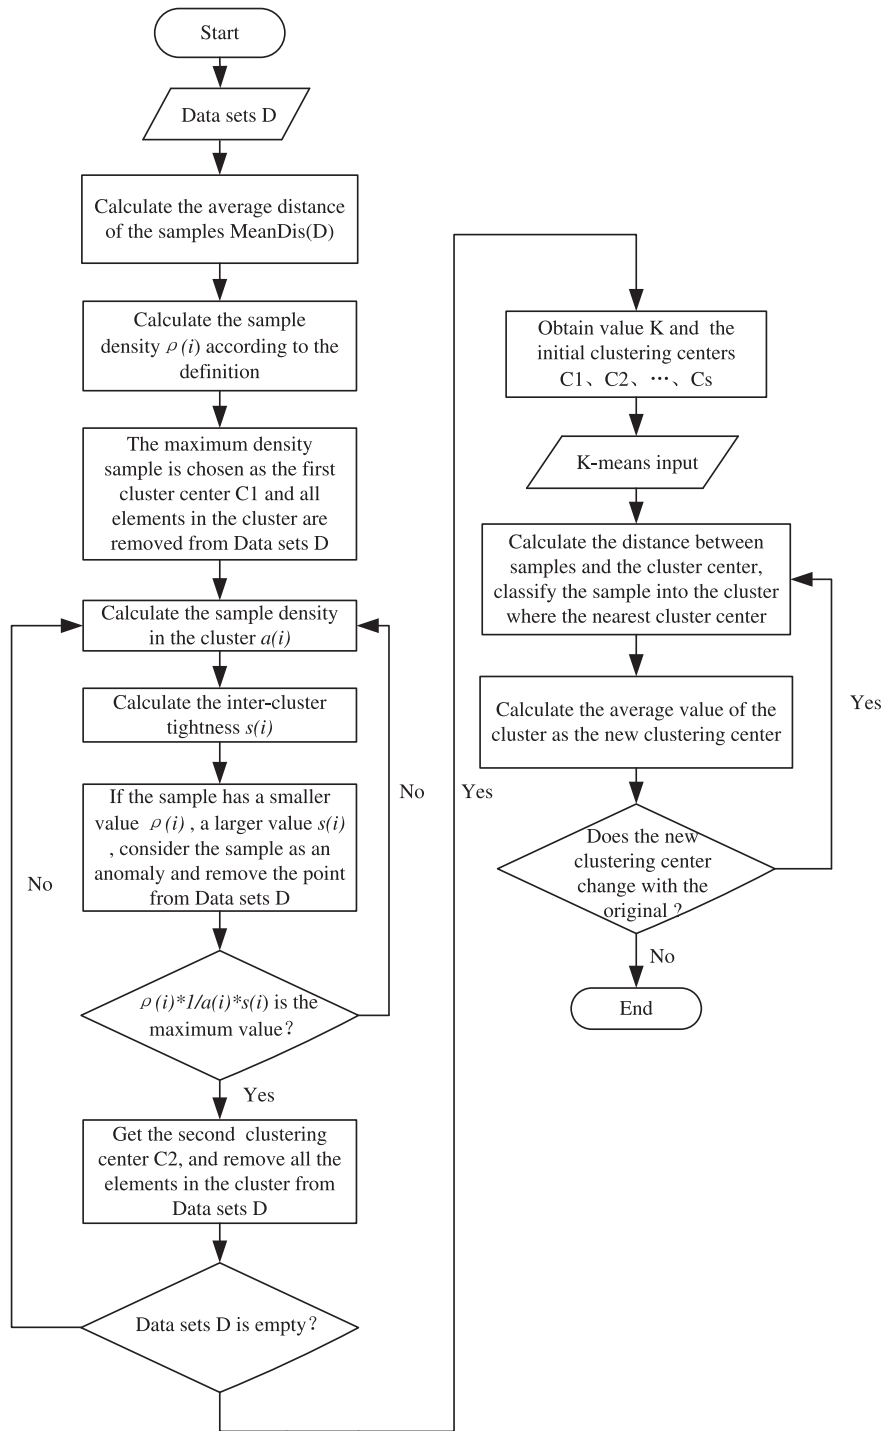 Start
Data sets D
Calculate the average distance
of the samples MeanDis(D)
Calculate the sample
density ρ(i) according to the
definition
The maximum density
sample is chosen as the first
cluster center C1 and all
elements in the cluster are
removed from Data sets D
Calculate the sample density
in the cluster a(i)
Calculate the inter-cluster
tightness s(i)
If the sample has a smaller
value ρ(i) , a larger value s(i)
, consider the sample as an
anomaly and remove the point
from Data sets D
No
No
ρ(i)*1/a(i)*s(i) is the
maximum value？
Yes
Get the second clustering
center C2, and remove all the
elements in the cluster from
Data sets D
Data sets D is empty？
Yes
Obtain value K and the
initial clustering centers
C1、C2、…、Cs
K-means input
Calculate the distance between
samples and the cluster center,
classify the sample into the cluster
where the nearest cluster center
Calculate the average value of the
cluster as the new clustering center
Yes
Does the new
clustering center
change with the
original ?
No
End